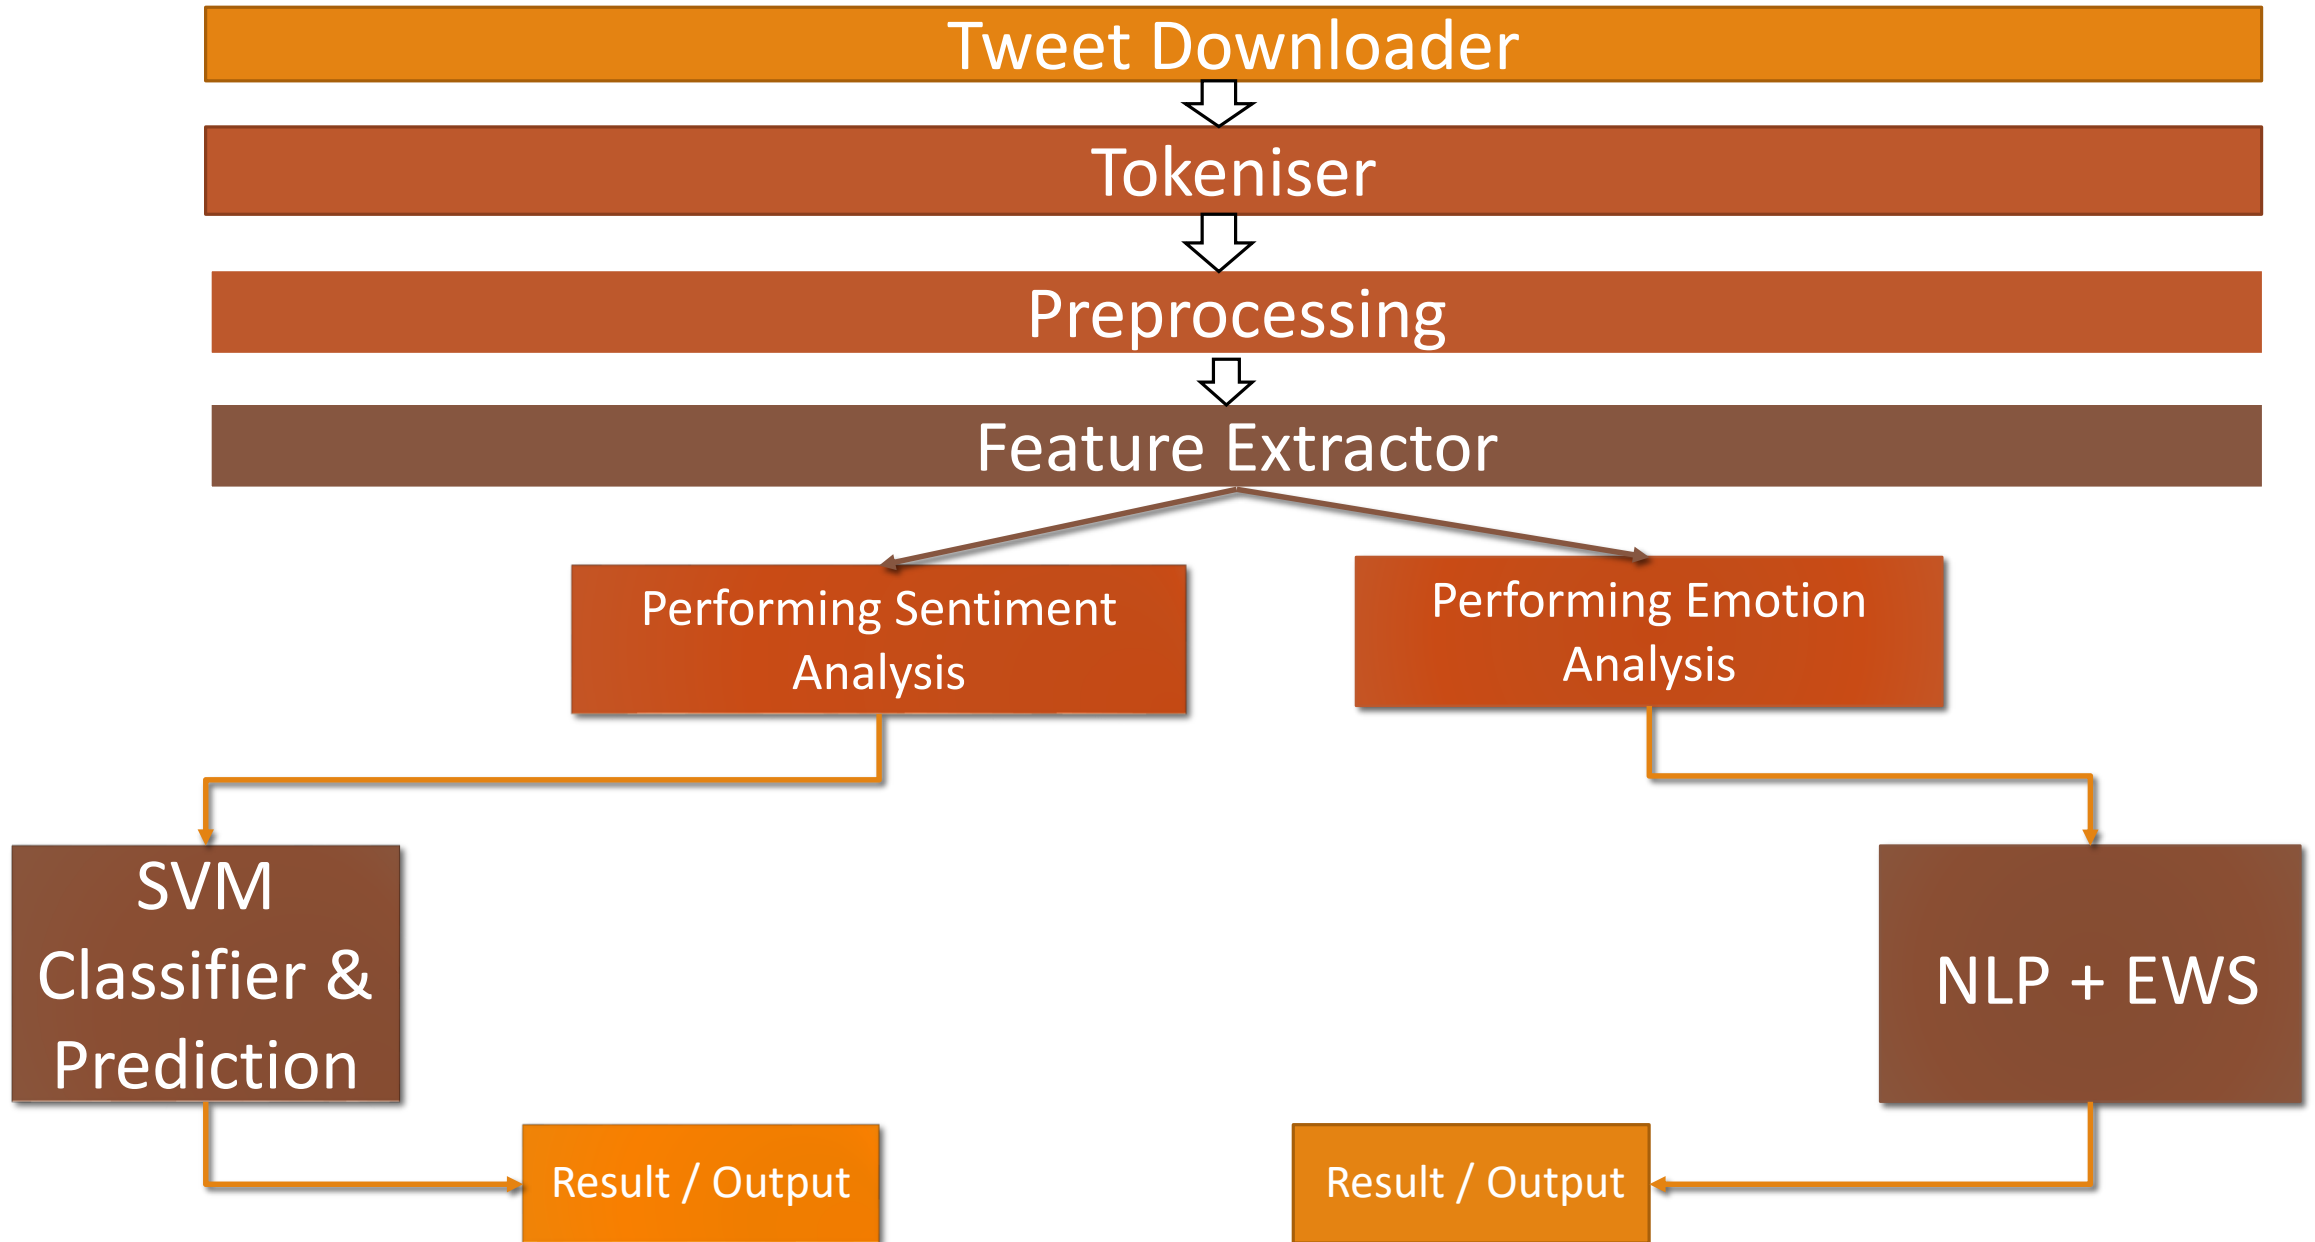 Tweet Downloader
Tokeniser
Preprocessing
Feature Extractor
Performing Sentiment
Analysis
Performing Emotion
Analysis
SVM
Classifier &
Prediction
NLP + EWS
Result / Output
Result / Output